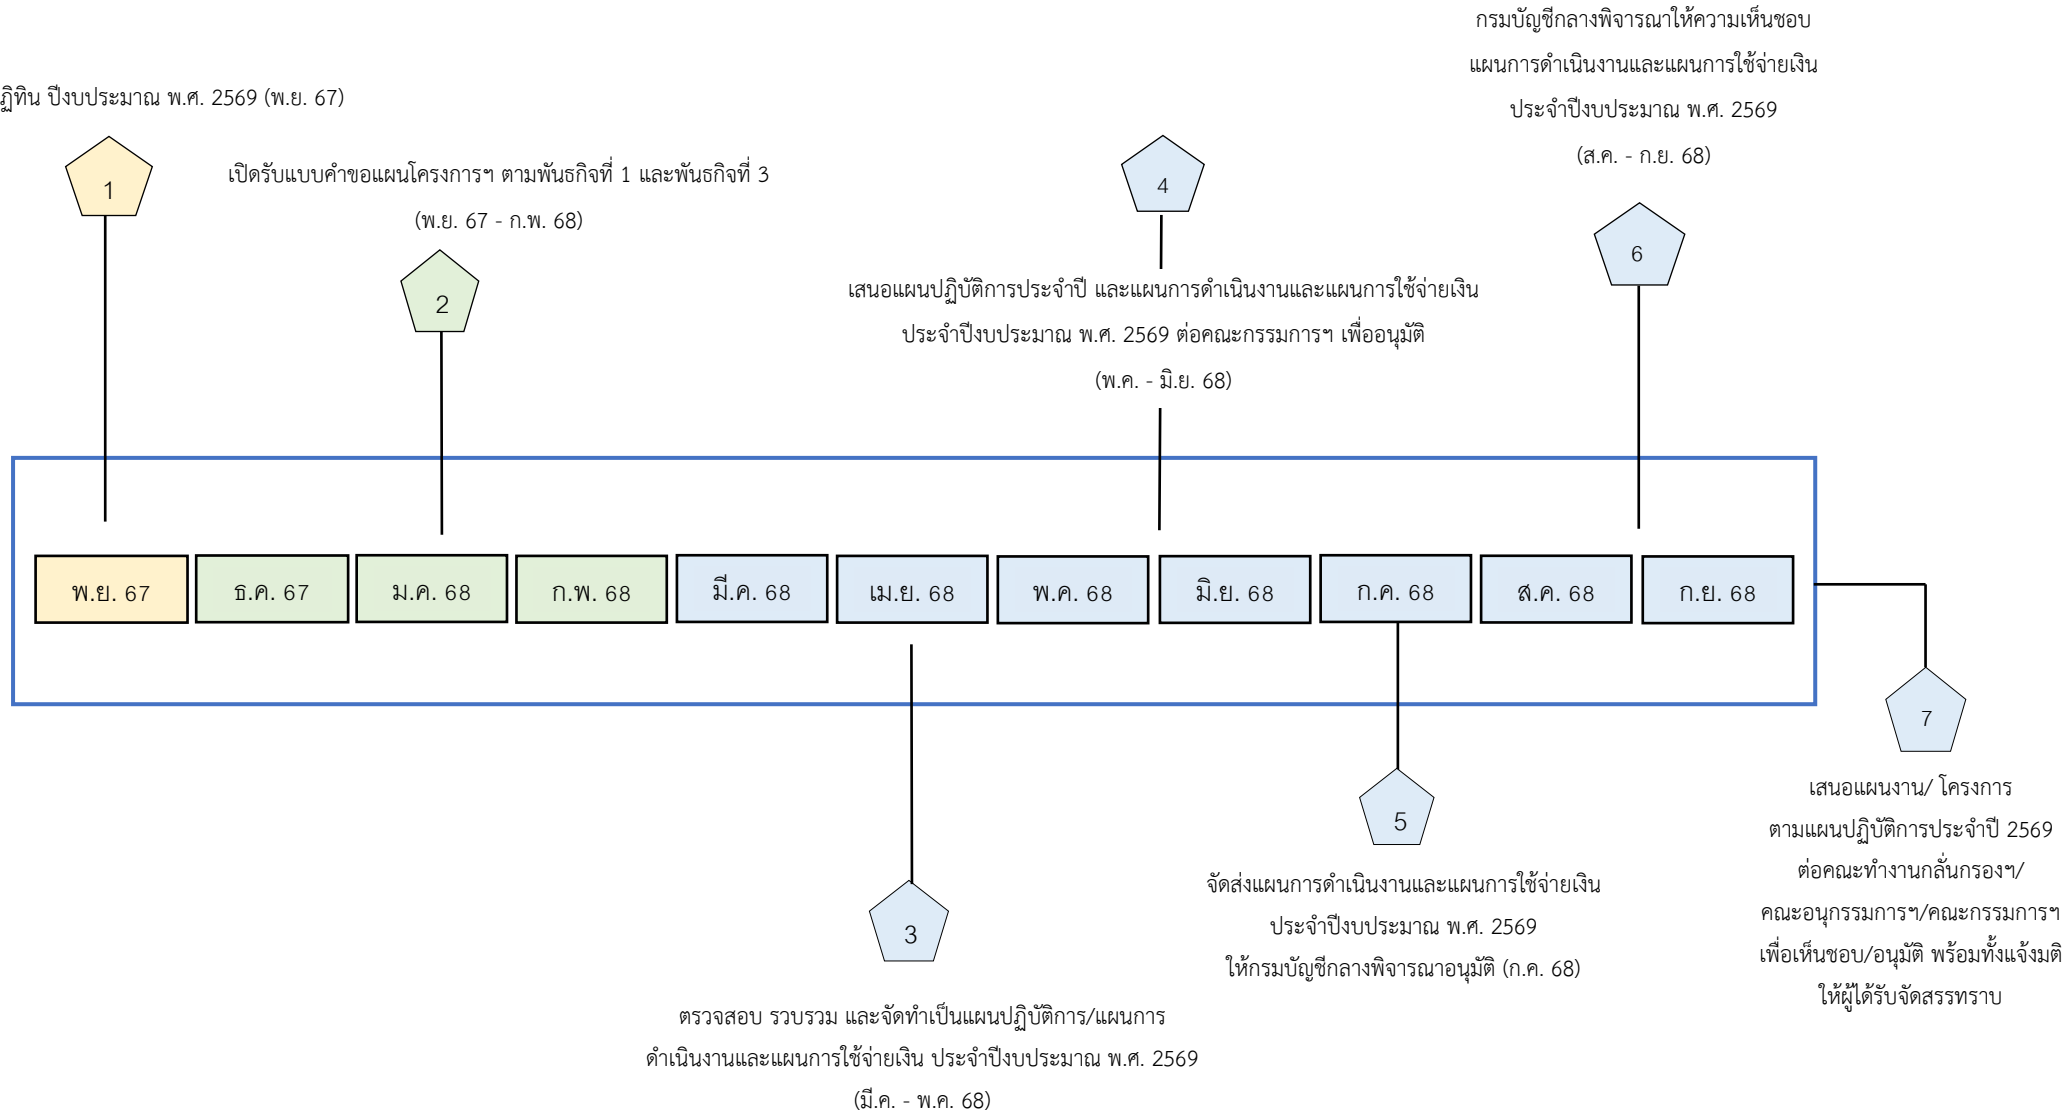 ฏิทิน ปีงบประมาณ พ.ศ. 2569 (พ.ย. 67)
1
เปิดรับแบบคำขอแผนโครงการฯ ตามพันธกิจที่ 1 และพันธกิจที่ 3
(พ.ย. 67 - ก.พ. 68)
2
4
เสนอแผนปฏิบัติการประจำปี และแผนการดำเนินงานและแผนการใช้จ่ายเงิน
ประจำปีงบประมาณ พ.ศ. 2569 ต่อคณะกรรมการฯ เพื่ออนุมัติ
(พ.ค. - มิ.ย. 68)
กรมบัญชีกลางพิจารณาให้ความเห็นชอบ
แผนการดำเนินงานและแผนการใช้จ่ายเงิน
ประจำปีงบประมาณ พ.ศ. 2569
(ส.ค. - ก.ย. 68)
6
พ.ย. 67
ธ.ค. 67
ม.ค. 68
ก.พ. 68
มี.ค. 68
เม.ย. 68
พ.ค. 68
มิ.ย. 68
ก.ค. 68
ส.ค. 68
ก.ย. 68
3
ตรวจสอบ รวบรวม และจัดทำเป็นแผนปฏิบัติการ/แผนการ
ดำเนินงานและแผนการใช้จ่ายเงิน ประจำปีงบประมาณ พ.ศ. 2569
(มี.ค. - พ.ค. 68)
5
จัดส่งแผนการดำเนินงานและแผนการใช้จ่ายเงิน
ประจำปีงบประมาณ พ.ศ. 2569
ให้กรมบัญชีกลางพิจารณาอนุมัติ (ก.ค. 68)
7
เสนอแผนงาน/ โครงการ
ตามแผนปฏิบัติการประจำปี 2569
ต่อคณะทำงานกลั่นกรองฯ/
คณะอนุกรรมการฯ/คณะกรรมการฯ
เพื่อเห็นชอบ/อนุมัติ พร้อมทั้งแจ้งมติ
ให้ผู้ได้รับจัดสรรทราบ